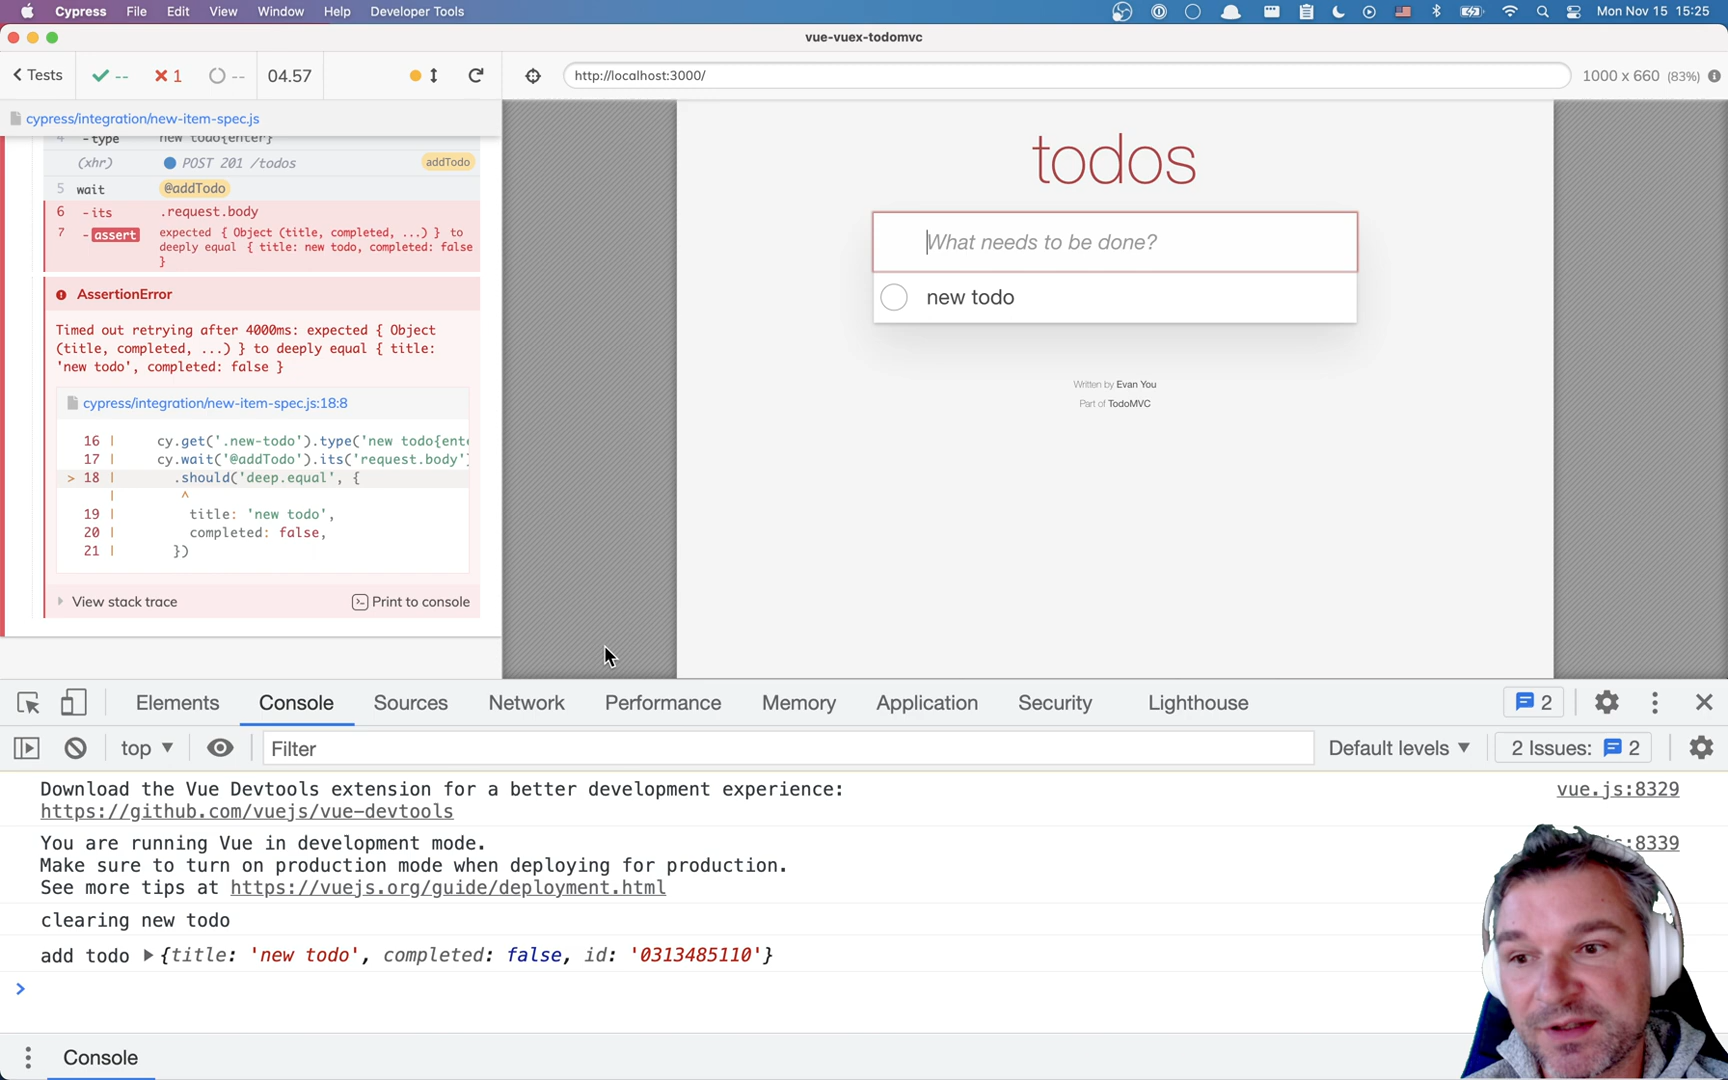 Cypress File Edit View Window Help Developer Tools Mon Nov 15 15:25
vue-vuex-todomvc
Tests -- 1 -- 04.57 http://localhost:3000/ 1000 x 660 (83%)
cypress/integration/new-item-spec.js
4 -type new todo{enter}
(xhr) POST 201 /todos addTodo
5 wait @addTodo
6 -its .request.body
7 -assert expected { Object (title, completed, ...) } to
deeply equal { title: new todo, completed: false
}
AssertionError
Timed out retrying after 4000ms: expected { Object
(title, completed, ...) } to deeply equal { title:
'new todo', completed: false }
cypress/integration/new-item-spec.js:18:8
16 | cy.get('.new-todo').type('new todo{ente
17 | cy.wait('@addTodo').its('request.body'
> 18 | .should('deep.equal', {
| ^
19 | title: 'new todo',
20 | completed: false,
21 | })
View stack trace Print to console
todos
What needs to be done?
new todo
Written by Evan You
Part of TodoMVC
Elements Console Sources Network Performance Memory Application Security Lighthouse 2
top Filter Default levels 2 Issues: 2
Download the Vue Devtools extension for a better development experience: vue.js:8329
https://github.com/vuejs/vue-devtools
You are running Vue in development mode. s:8339
Make sure to turn on production mode when deploying for production.
See more tips at https://vuejs.org/guide/deployment.html
clearing new todo
add todo {title: 'new todo', completed: false, id: '0313485110'}
>
Console